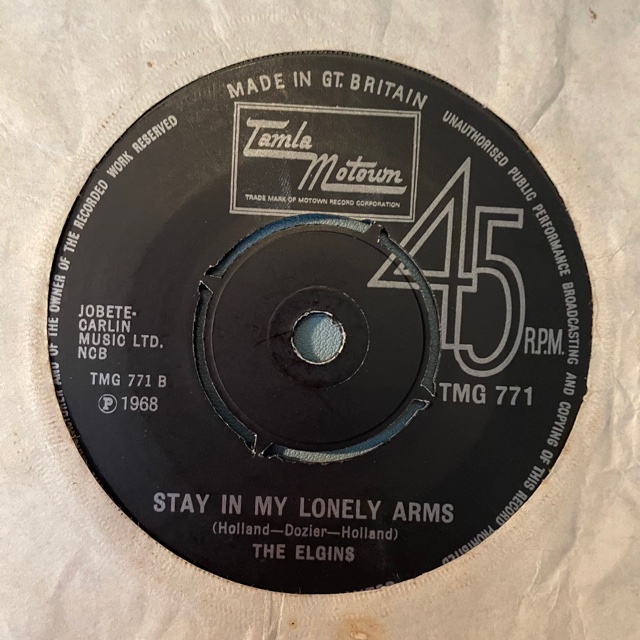 MADE IN GT. BRITAIN
UNAUTHORISED PUBLIC PERFORMANCE BROADCASTING AND COPYING OF THIS RECORD PROHIBITED
AND OF THE OWNER OF THE RECORDED WORK RESERVED
Tamla
Motown
TRADE MARK OF MOTOWN RECORD CORPORATION
45
R.P.M.
TMG 771
JOBETE-
CARLIN
MUSIC LTD.
NCB
TMG 771 B
℗ 1968
STAY IN MY LONELY ARMS
(Holland—Dozier—Holland)
THE ELGINS